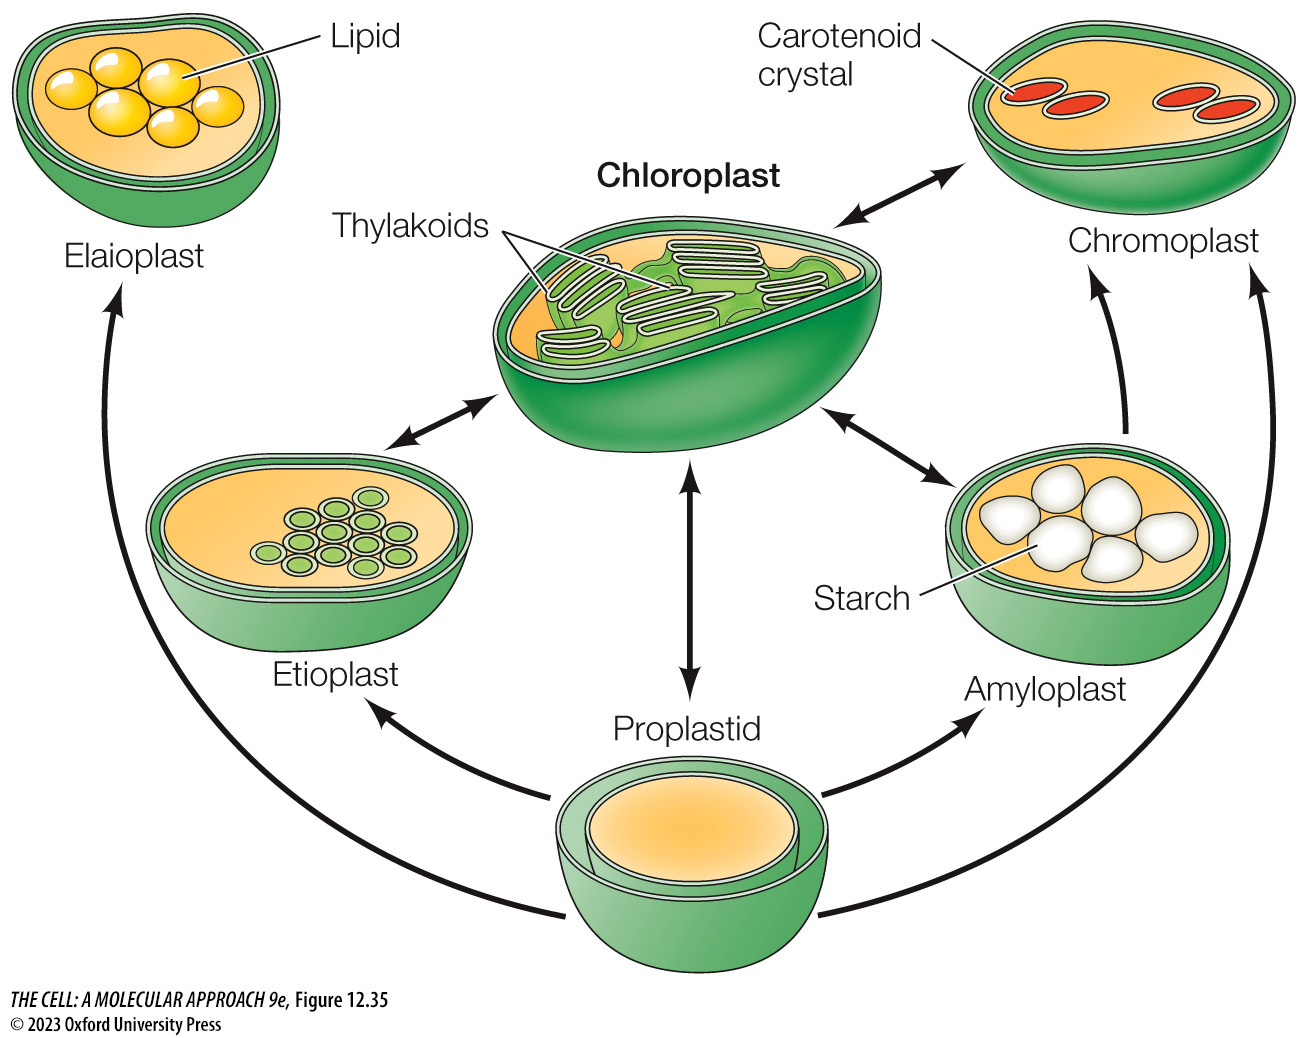 Lipid
Carotenoid
crystal
Chloroplast
Thylakoids
Elaioplast
Chromoplast
Starch
Etioplast
Amyloplast
Proplastid
THE CELL: A MOLECULAR APPROACH 9e, Figure 12.35
© 2023 Oxford University Press